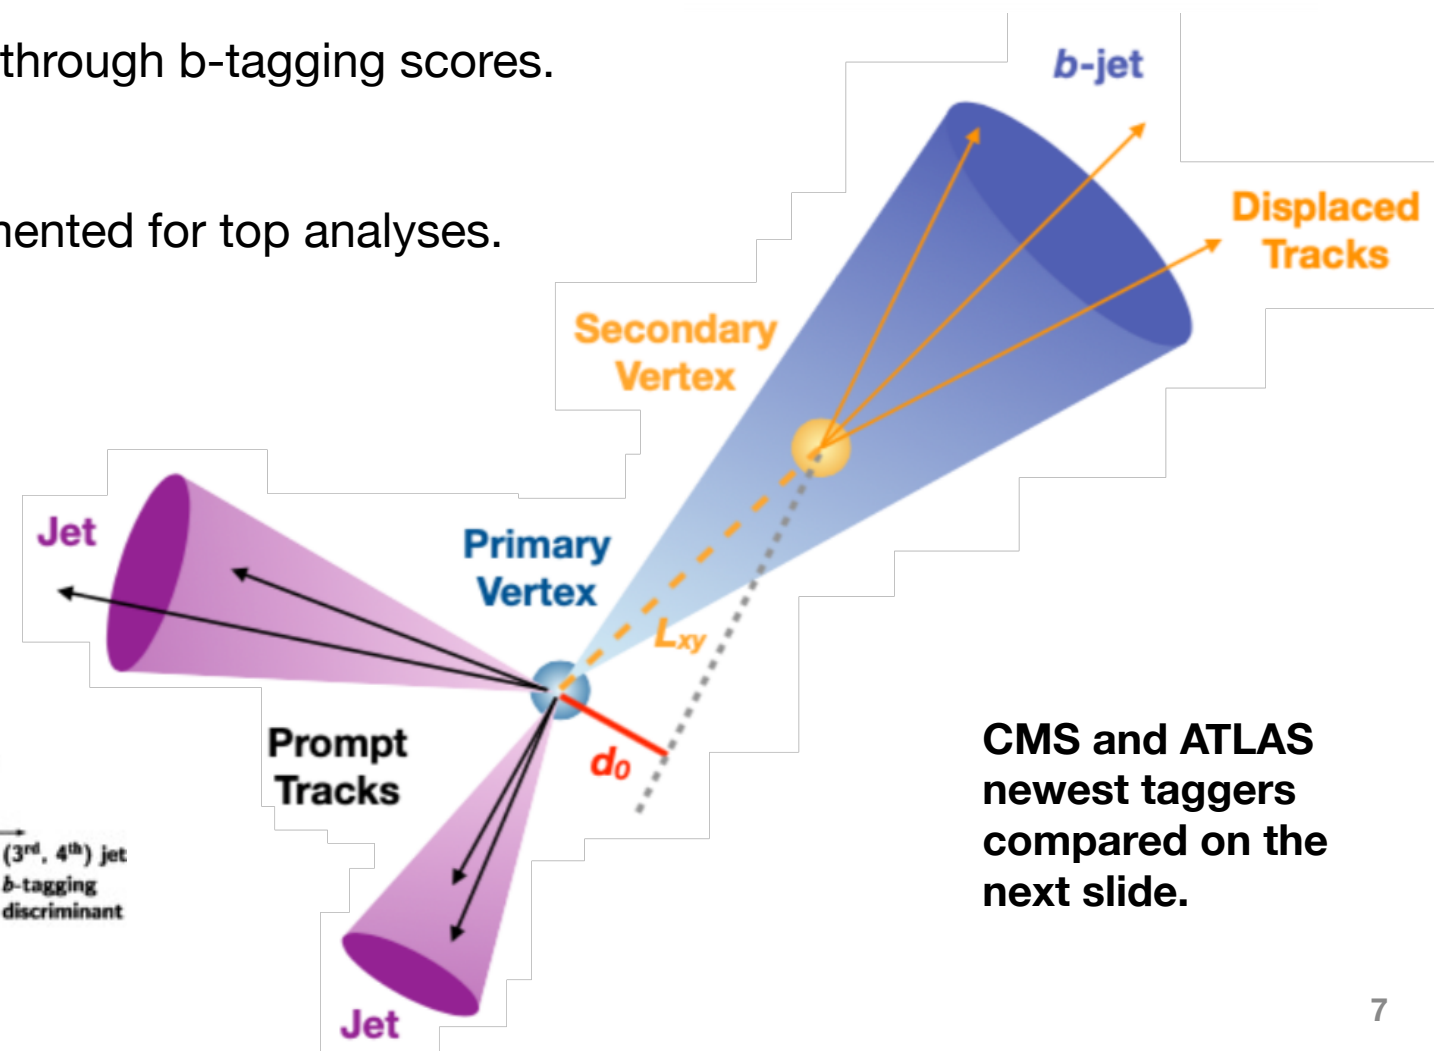 through b-tagging scores.
b-jet
for top analyses.
Displaced
Tracks
Secondary
Vertex
Jet
Primary
Vertex
Lxy
Prompt
Tracks
d0
CMS and ATLAS
newest taggers
compared on the
next slide.
(3rd, 4th) jet
b-tagging
discriminant
Jet
7